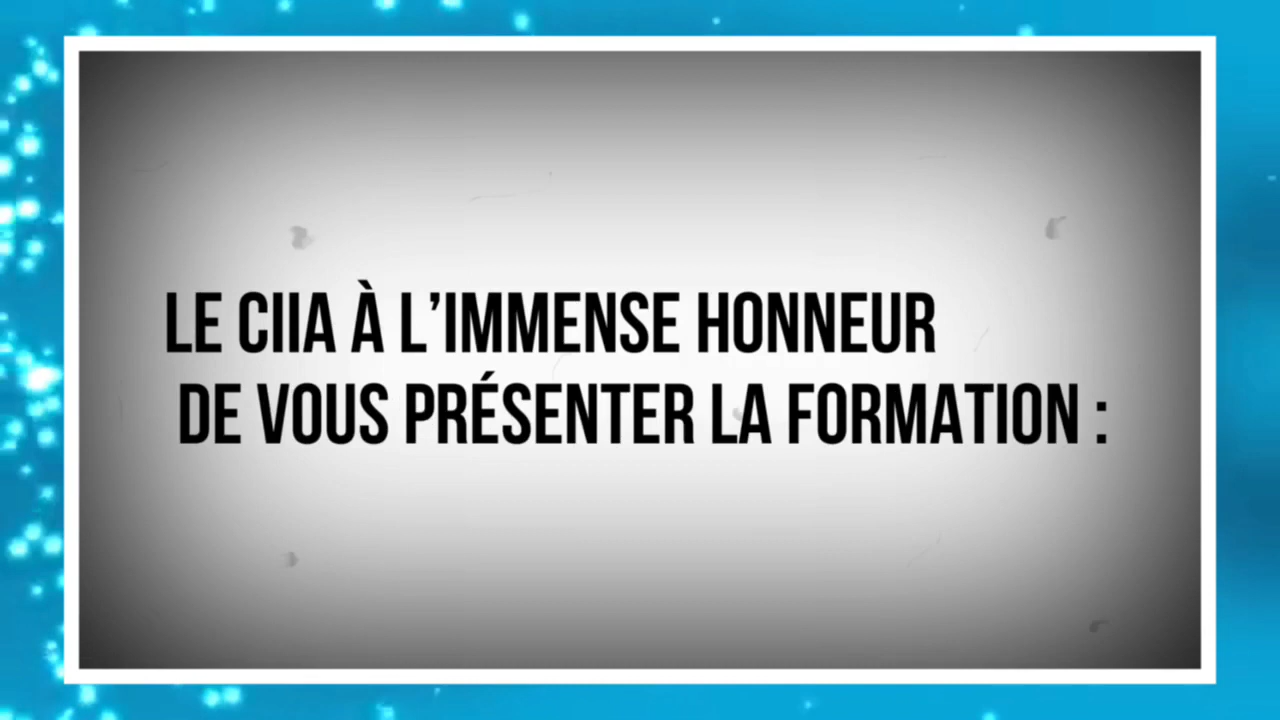 LE CIIA À L’IMMENSE HONNEUR
DE VOUS PRÉSENTER LA FORMATION :